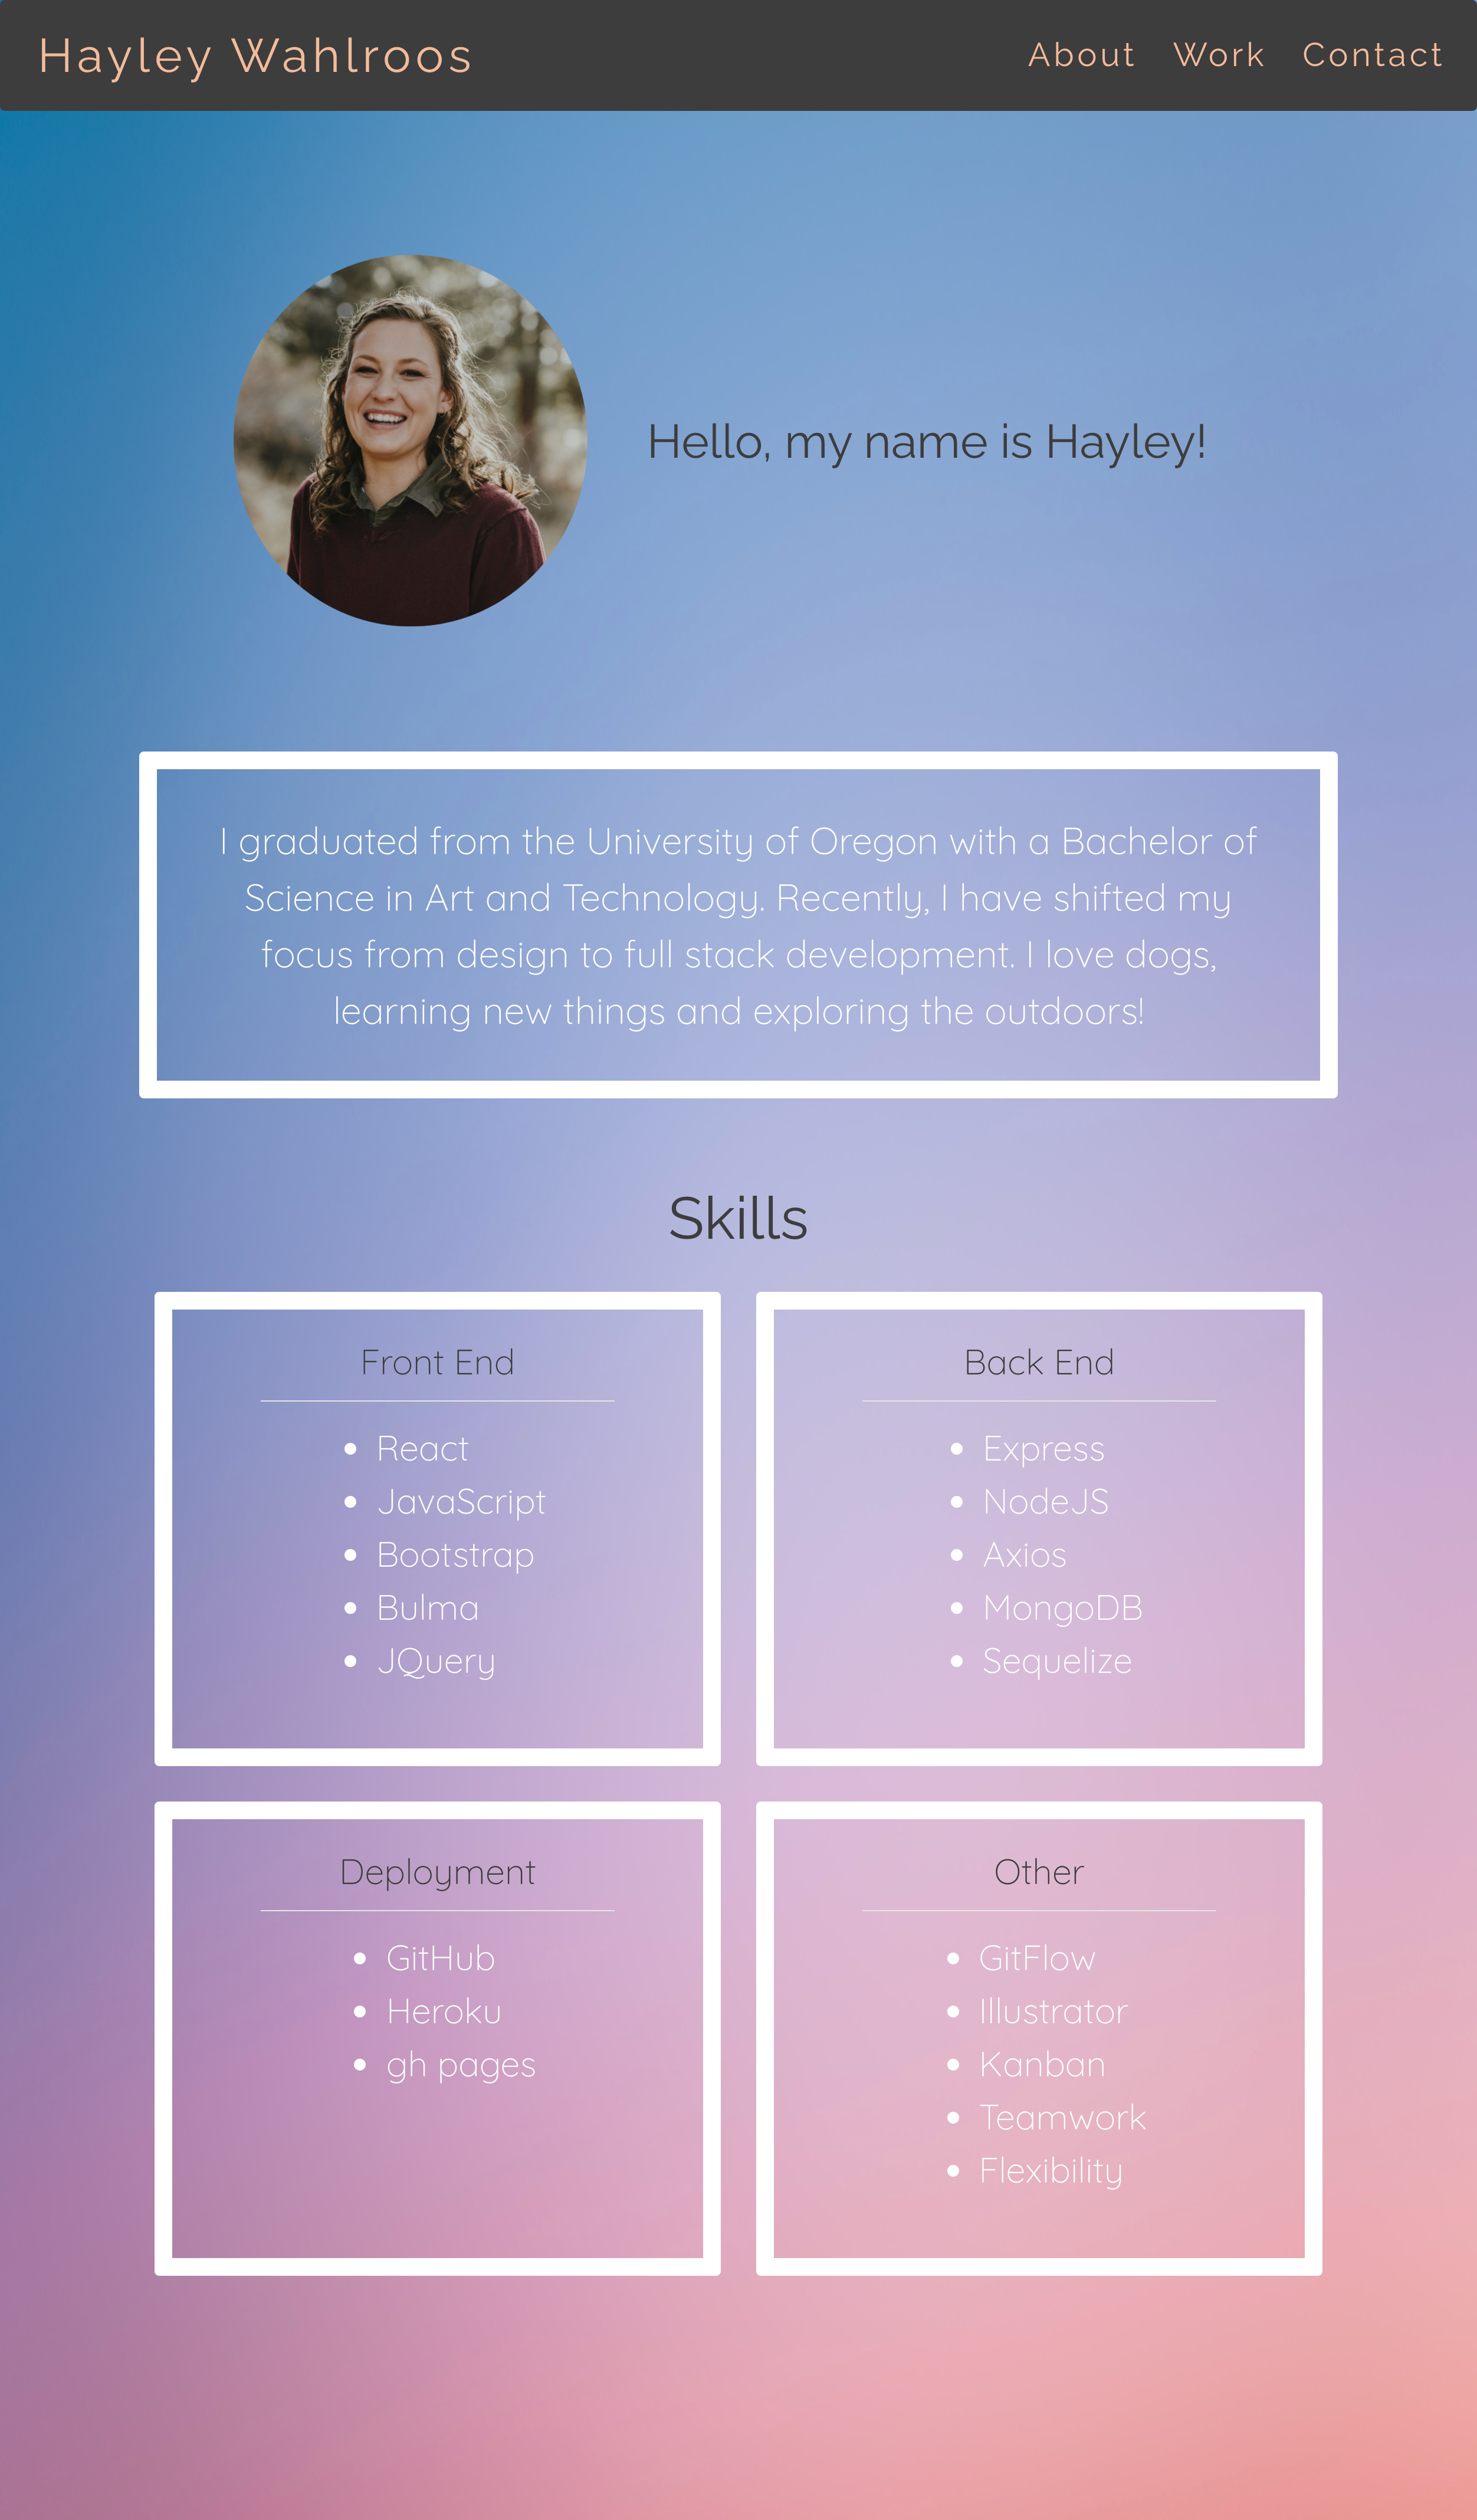 Hayley Wahlroos
About Work Contact
Hello, my name is Hayley!
I graduated from the University of Oregon with a Bachelor of
Science in Art and Technology. Recently, I have shifted my
focus from design to full stack development. I love dogs,
learning new things and exploring the outdoors!
Skills
Front End
React
JavaScript
Bootstrap
Bulma
JQuery
Back End
Express
NodeJS
Axios
MongoDB
Sequelize
Deployment
GitHub
Heroku
gh pages
Other
GitFlow
Illustrator
Kanban
Teamwork
Flexibility